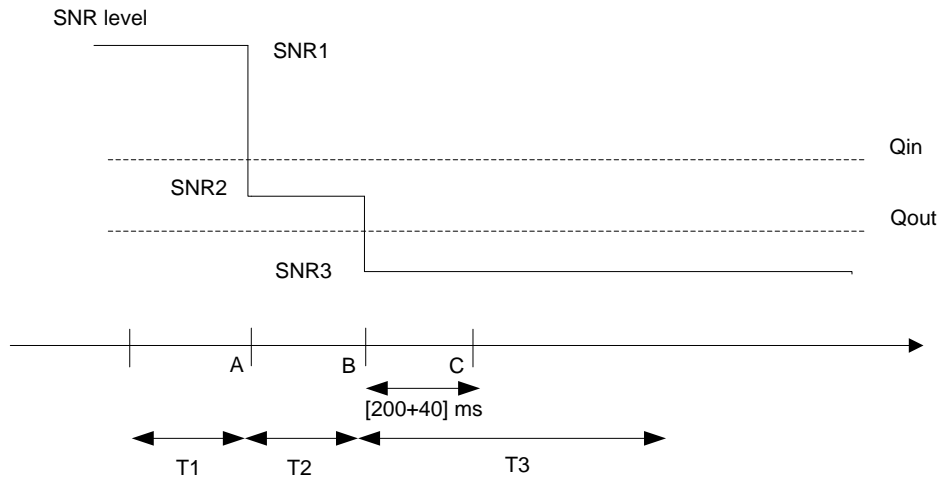 SNR level
SNR1
Qin
SNR2
Qout
SNR3
A
B
C
[200+40] ms
T1
T2
T3